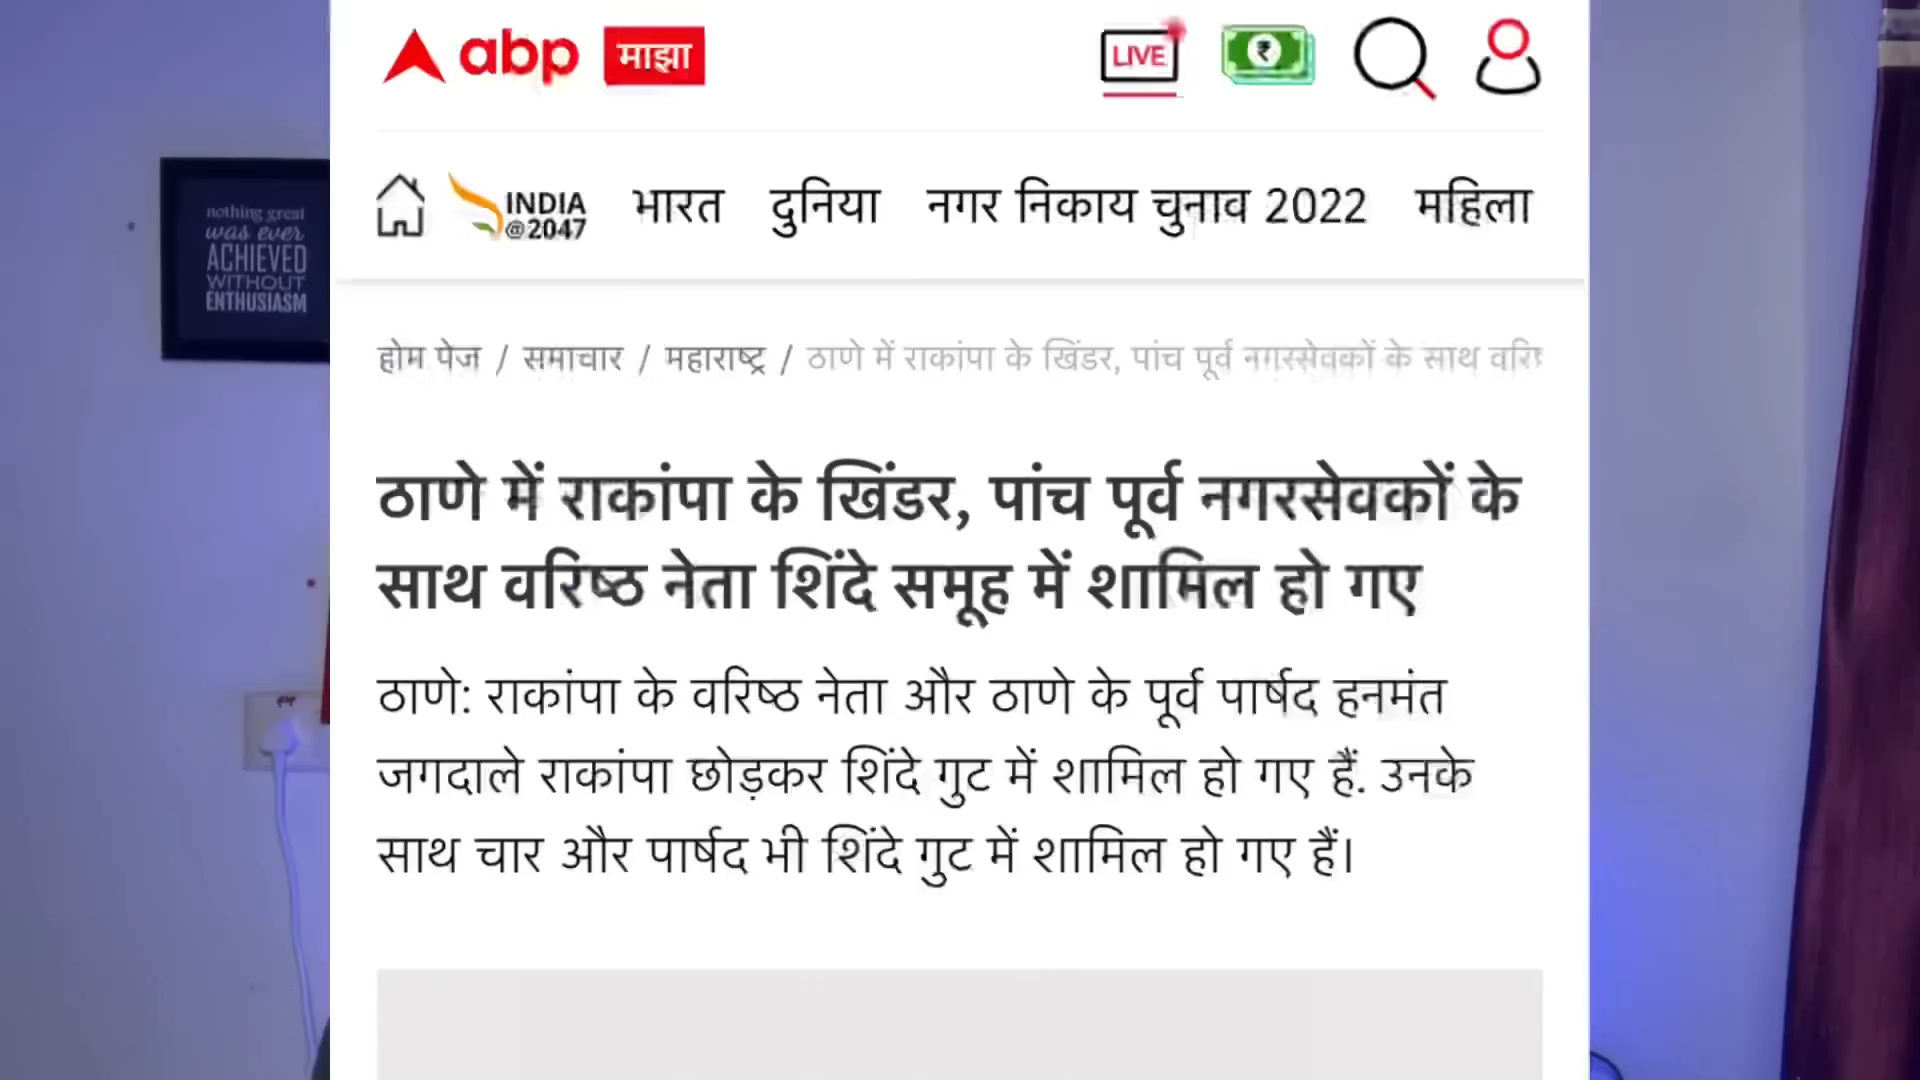 abp माझा
LIVE
INDIA @2047 भारत दुनिया नगर निकाय चुनाव 2022 महिला
होम पेज / समाचार / महाराष्ट्र / ठाणे में राकांपा के खिंडर, पांच पूर्व नगरसेवकों के साथ
ठाणे में राकांपा के खिंडर, पांच पूर्व नगरसेवकों के
साथ वरिष्ठ नेता शिंदे समूह में शामिल हो गए
ठाणे: राकांपा के वरिष्ठ नेता और ठाणे के पूर्व पार्षद हनमंत
जगदाले राकांपा छोड़कर शिंदे गुट में शामिल हो गए हैं. उनके
साथ चार और पार्षद भी शिंदे गुट में शामिल हो गए हैं।
nothing great
was ever
ACHIEVED
WITHOUT
ENTHUSIASM